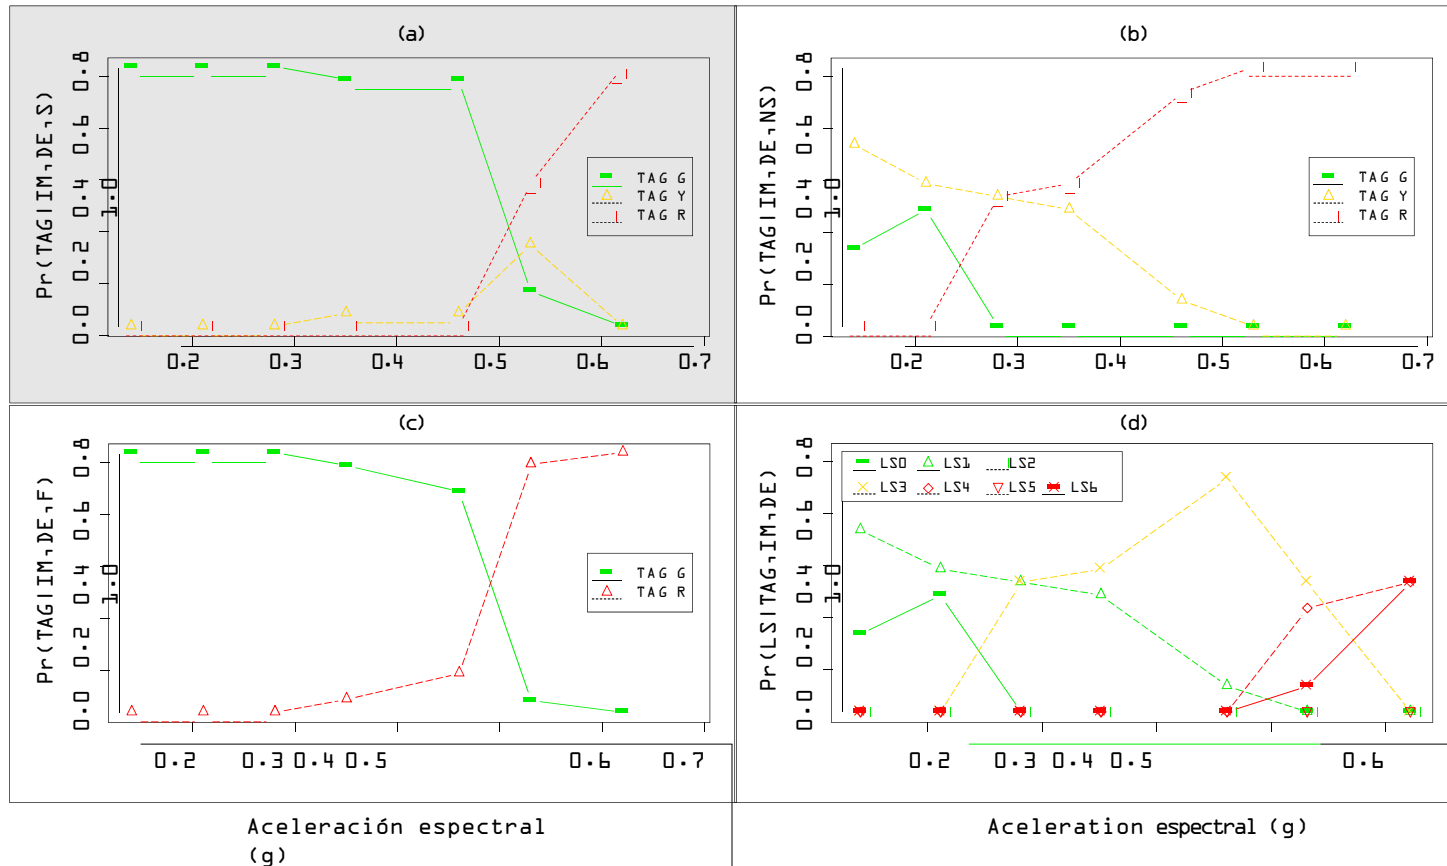 (a)
Pr(TAG|IM,DE,S)
0.0 0.2 0.4 0.6 0.8
1.0
TAG G
TAG Y
TAG R
0.2 0.3 0.4 0.5 0.6 0.7
(b)
Pr(TAG|IM,DE,NS)
0.0 0.2 0.4 0.6 0.8
1.0
TAG G
TAG Y
TAG R
0.2 0.3 0.4 0.5 0.6 0.7
(c)
Pr(TAG|IM,DE,F)
0.0 0.2 0.4 0.6 0.8
1.0
TAG G
TAG R
0.2 0.3 0.4 0.5 0.6 0.7
Aceleración espectral
(g)
(d)
Pr(LS|TAG,IM,DE)
0.0 0.2 0.4 0.6 0.8
1.0
LS0 LS1 LS2
LS3 LS4 LS5 LS6
0.2 0.3 0.4 0.5 0.6
Aceleration espectral (g)